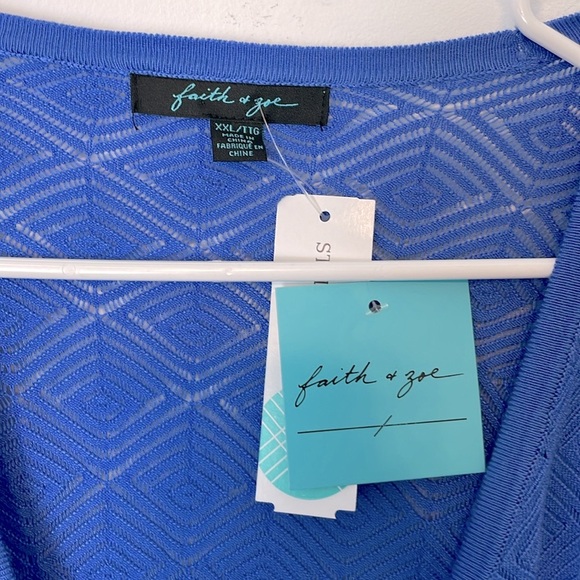 faith & zoe
XXL/TTG
MADE IN
CHINA
FABRIQUÉ EN
CHINE
faith & zoe